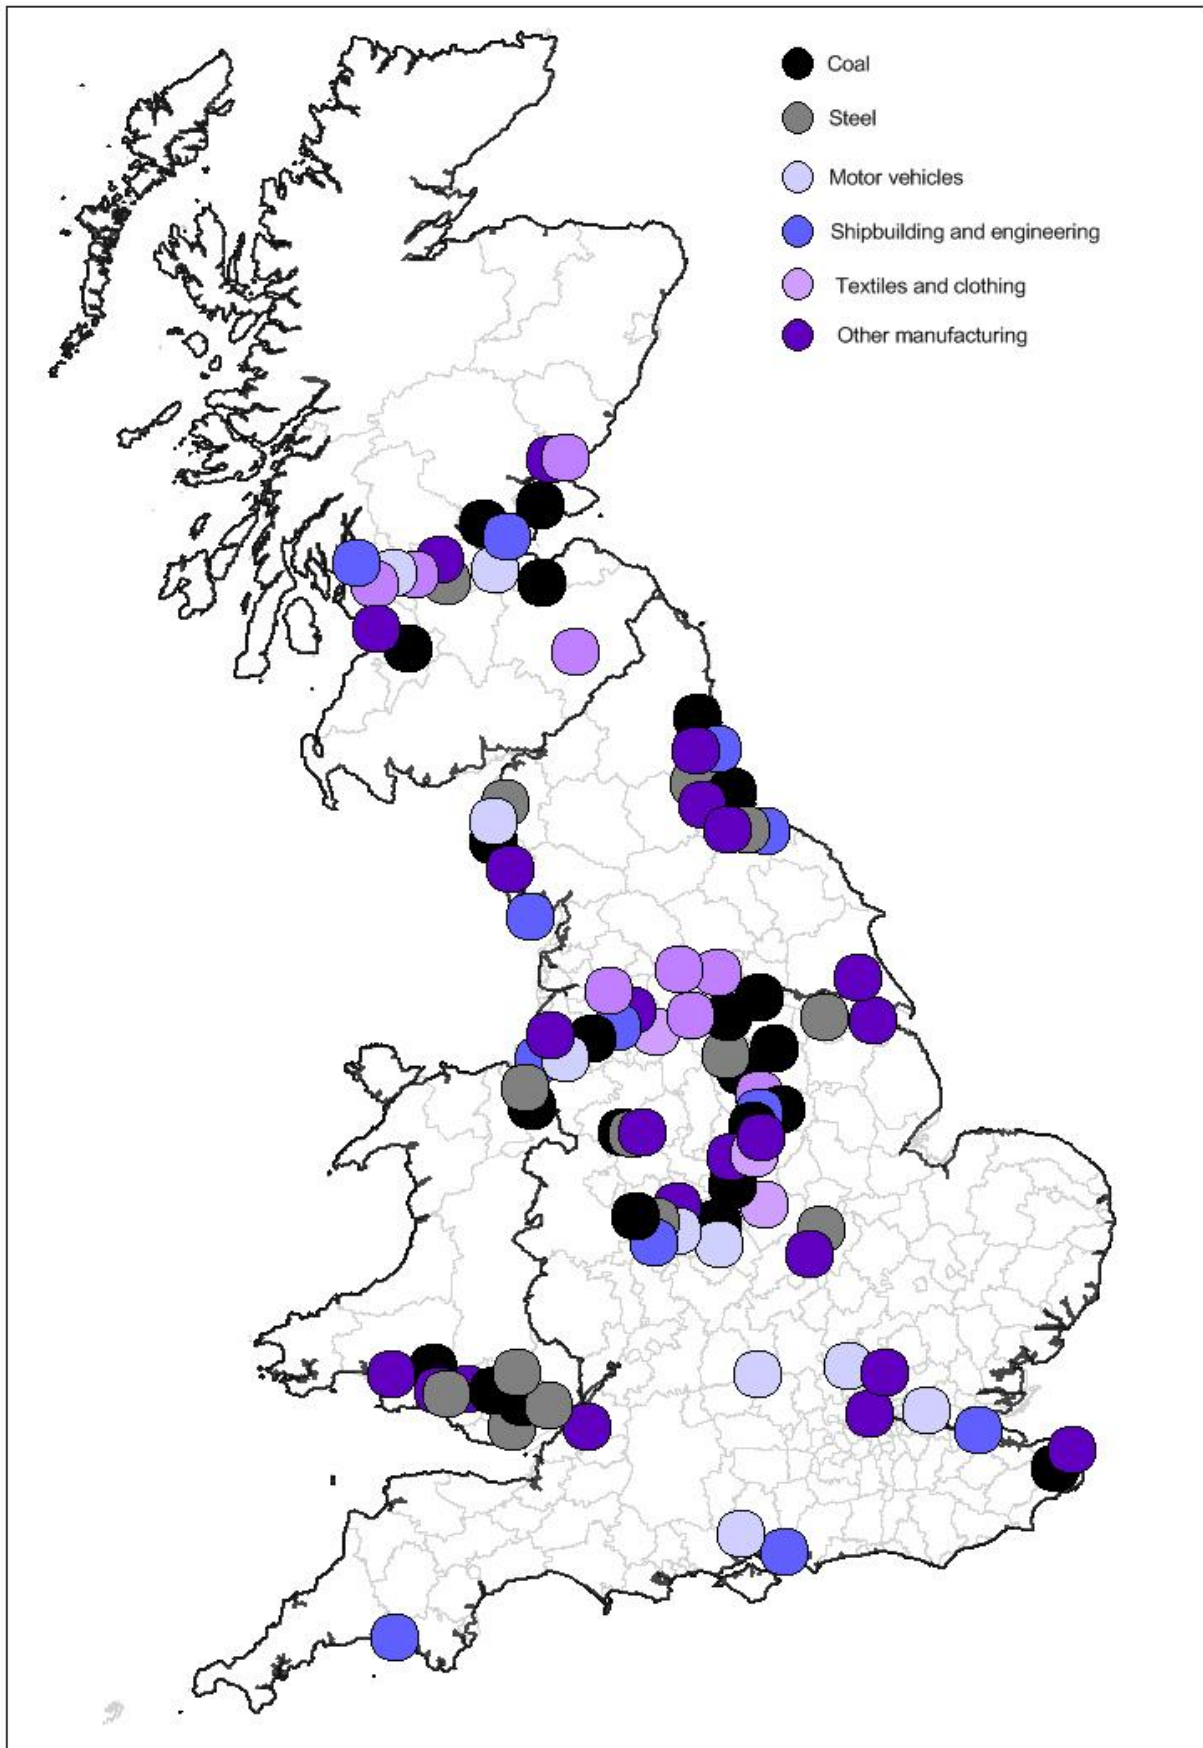 Coal
Steel
Motor vehicles
Shipbuilding and engineering
Textiles and clothing
Other manufacturing